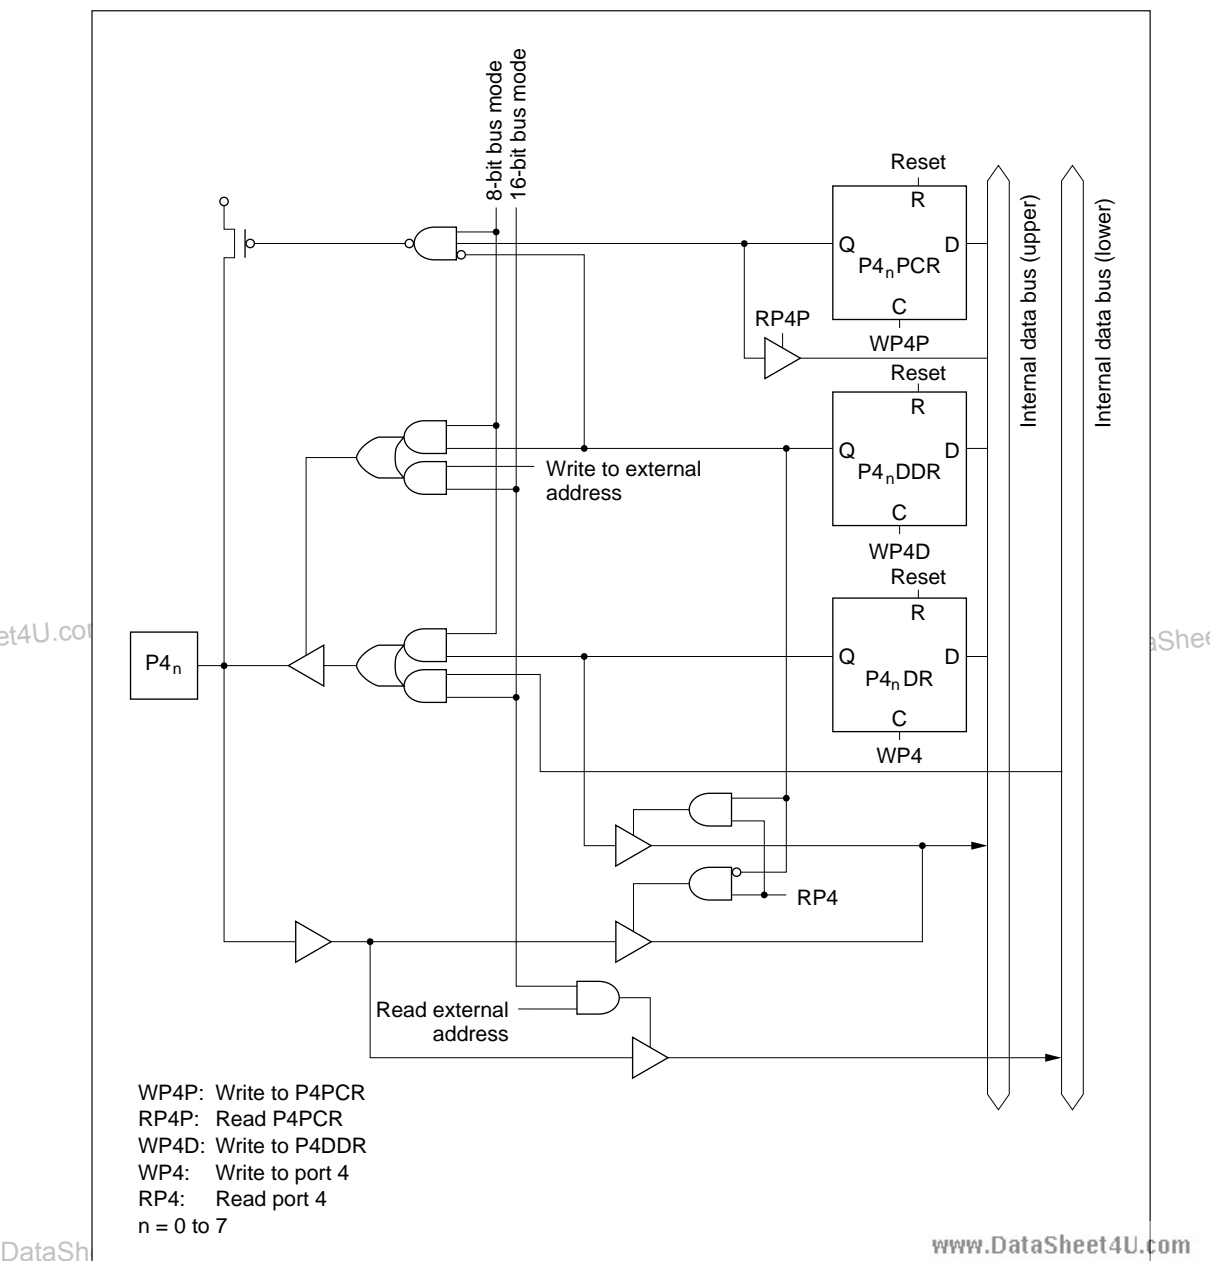 8-bit bus mode
16-bit bus mode
Reset
R
Q
D
P4nPCR
C
WP4P
RP4P
Internal data bus (upper)
Internal data bus (lower)
Reset
R
Q
D
P4nDDR
C
WP4D
Write to external
address
Reset
R
Q
D
P4n DR
C
WP4
P4n
RP4
Read external
address
WP4P: Write to P4PCR
RP4P: Read P4PCR
WP4D: Write to P4DDR
WP4: Write to port 4
RP4: Read port 4
n = 0 to 7
et4U.co
aShee
DataSh
www.DataSheet4U.com